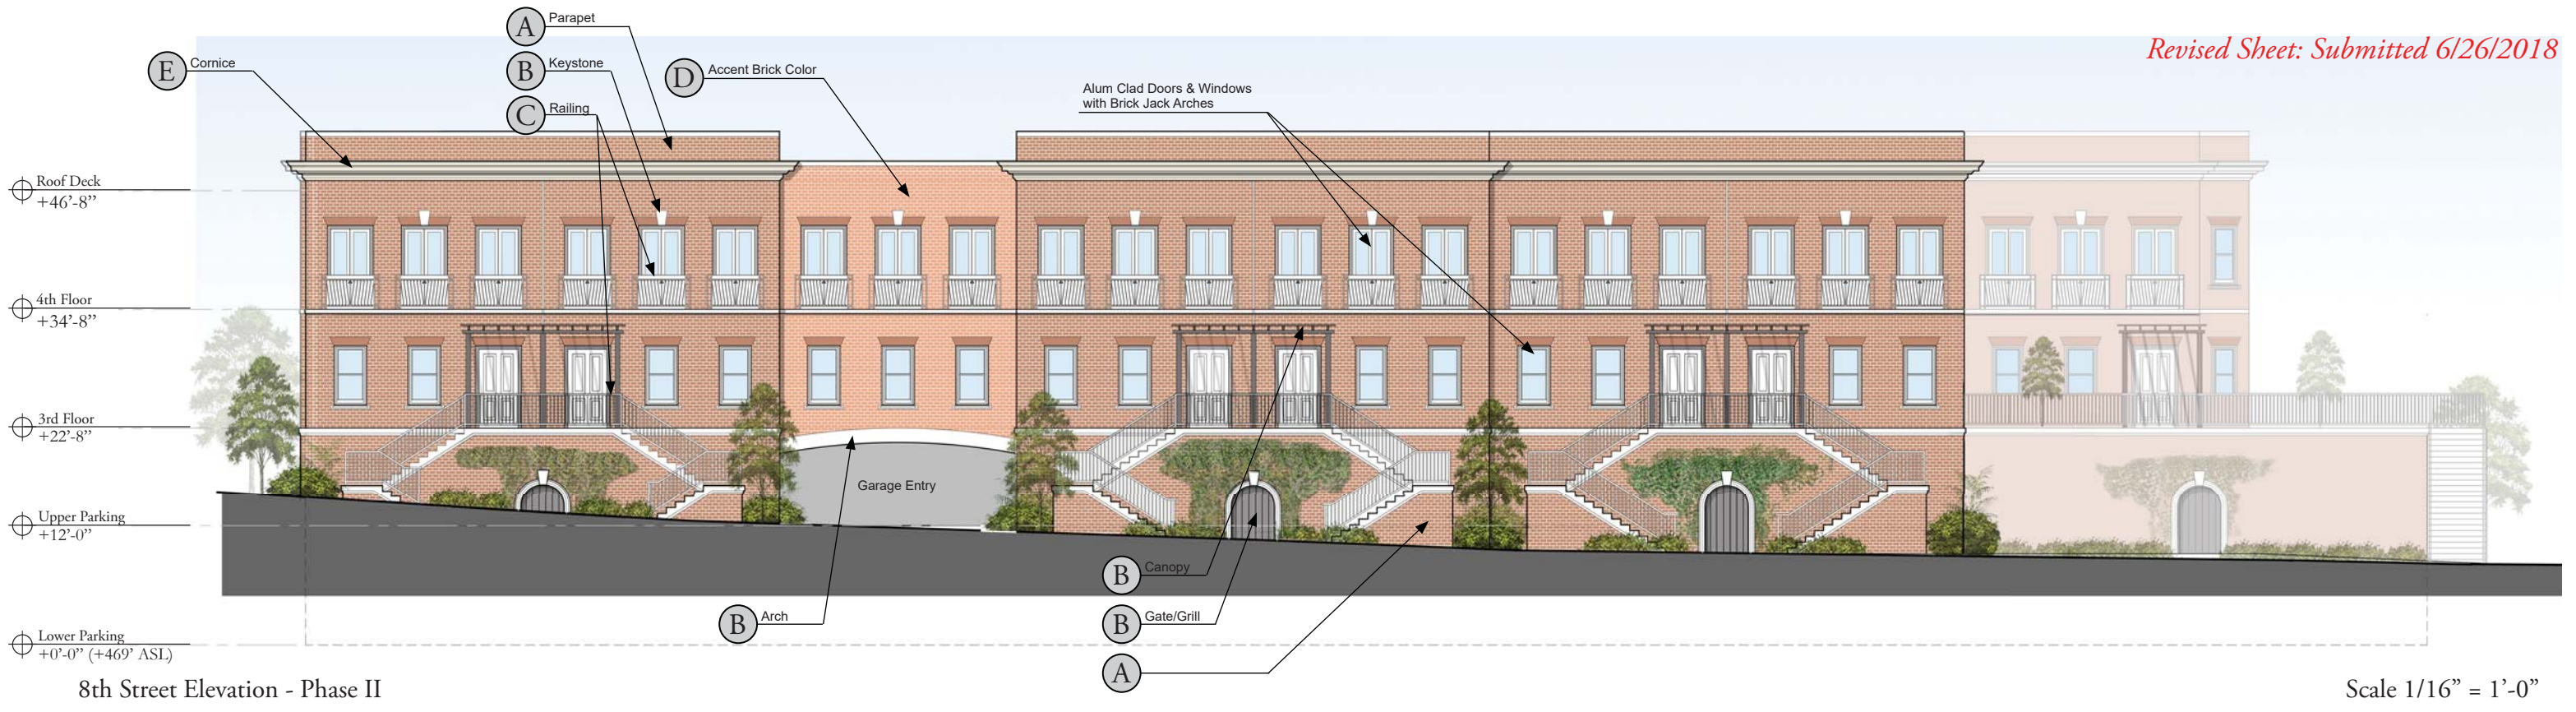 A Parapet
Revised Sheet: Submitted 6/26/2018
E Cornice
B Keystone
D Accent Brick Color
C Railing
Alum Clad Doors & Windows
with Brick Jack Arches
Roof Deck
+46'-8”
4th Floor
+34'-8”
3rd Floor
+22'-8”
Garage Entry
Upper Parking
+12'-0”
B Canopy
B Arch
B Gate/Grill
Lower Parking
+0'-0” (+469' ASL)
A
8th Street Elevation - Phase II
Scale 1/16” = 1’-0”